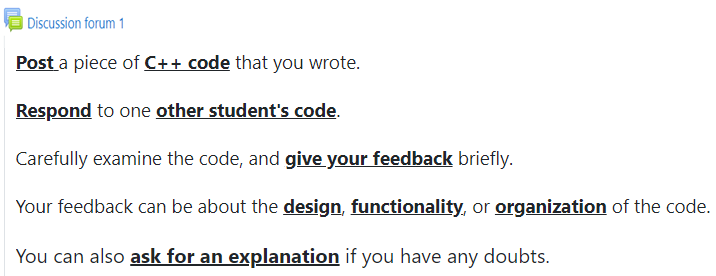 Discussion forum 1
Post a piece of C++ code that you wrote.
Respond to one other student's code.
Carefully examine the code, and give your feedback briefly.
Your feedback can be about the design, functionality, or organization of the code.
You can also ask for an explanation if you have any doubts.